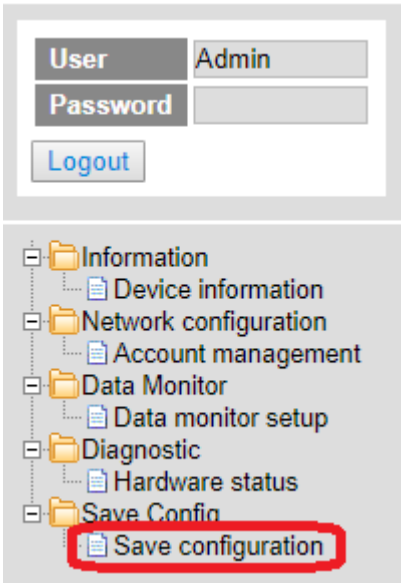 User Admin
Password
Logout
Information
Device information
Network configuration
Account management
Data Monitor
Data monitor setup
Diagnostic
Hardware status
Save Config
Save configuration